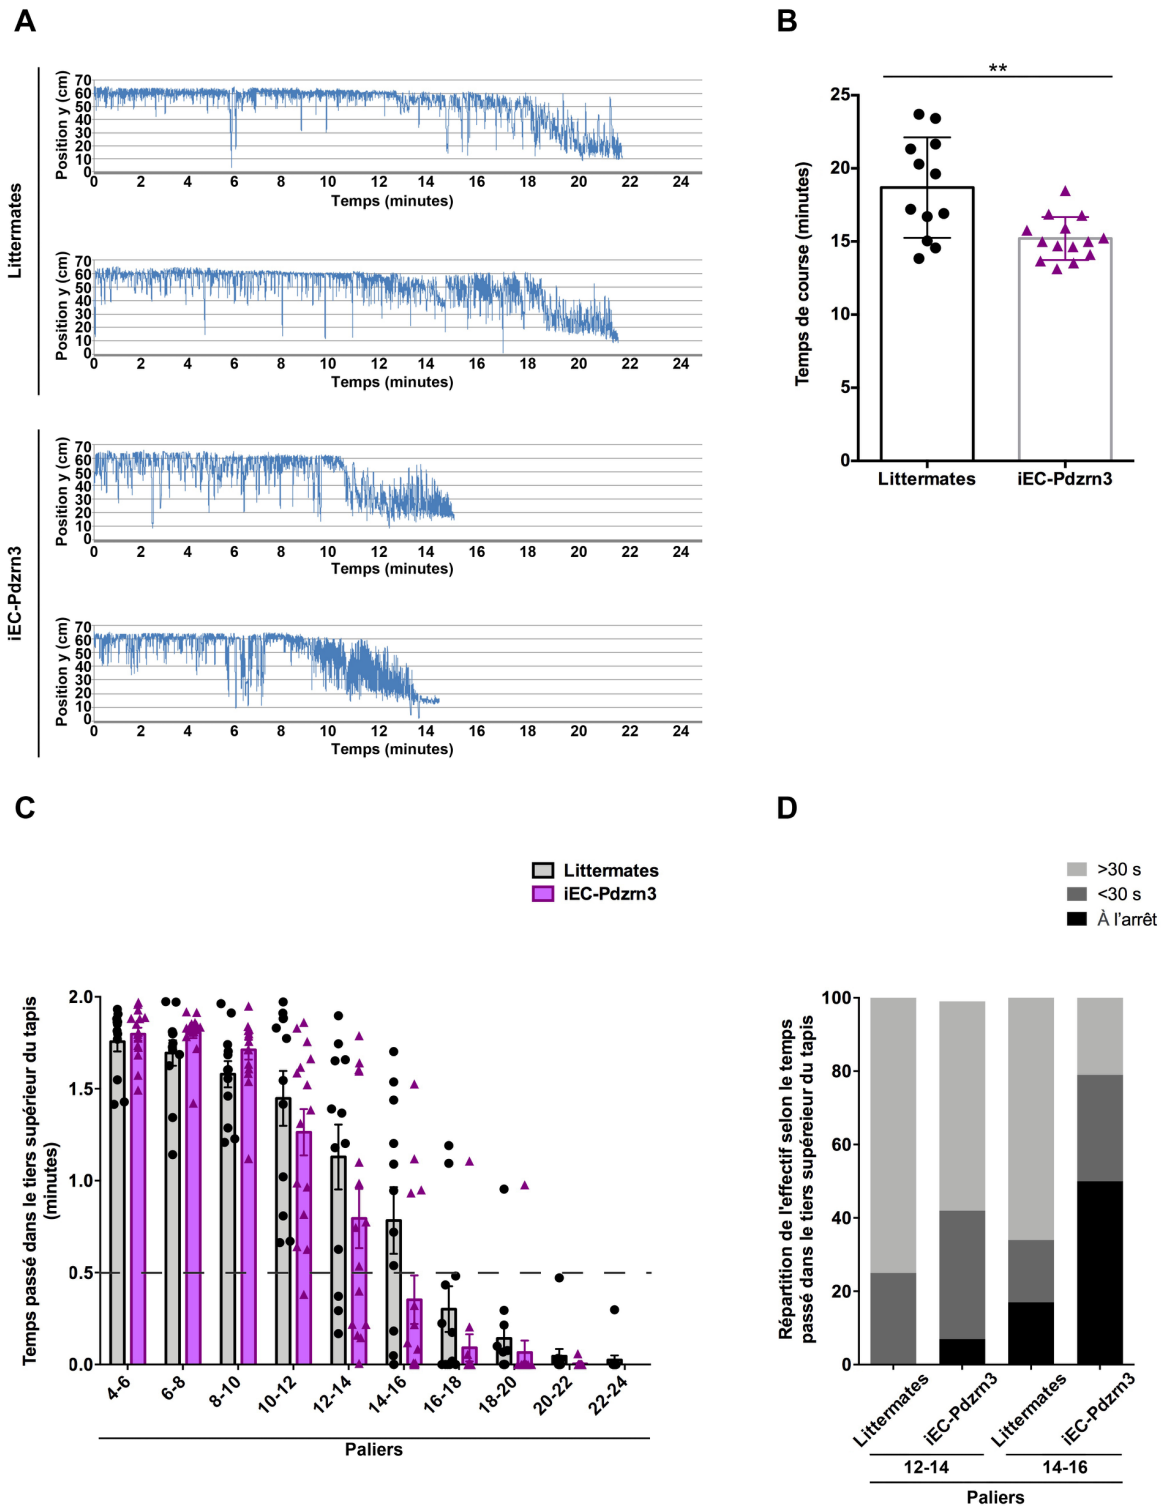 A
Littermates
Position y (cm)
70
60
50
40
30
20
10
0
0 2 4 6 8 10 12 14 16 18 20 22 24
Temps (minutes)
Position y (cm)
70
60
50
40
30
20
10
0
0 2 4 6 8 10 12 14 16 18 20 22 24
Temps (minutes)
iEC-Pdzrn3
Position y (cm)
70
60
50
40
30
20
10
0
0 2 4 6 8 10 12 14 16 18 20 22 24
Temps (minutes)
Position y (cm)
70
60
50
40
30
20
10
0
0 2 4 6 8 10 12 14 16 18 20 22 24
Temps (minutes)
B
**
Temps de course (minutes)
25
20
15
10
5
0
Littermates iEC-Pdzrn3
C
Littermates
iEC-Pdzrn3
Temps passé dans le tiers supérieur du tapis
(minutes)
2.0
1.5
1.0
0.5
0.0
4-6 6-8 8-10 10-12 12-14 14-16 16-18 18-20 20-22 22-24
Paliers
D
>30 s
<30 s
À l'arrêt
Répartition de l'effectif selon le temps
passé dans le tiers supéreieur du tapis
100
80
60
40
20
0
Littermates iEC-Pdzrn3 Littermates iEC-Pdzrn3
12-14 14-16
Paliers